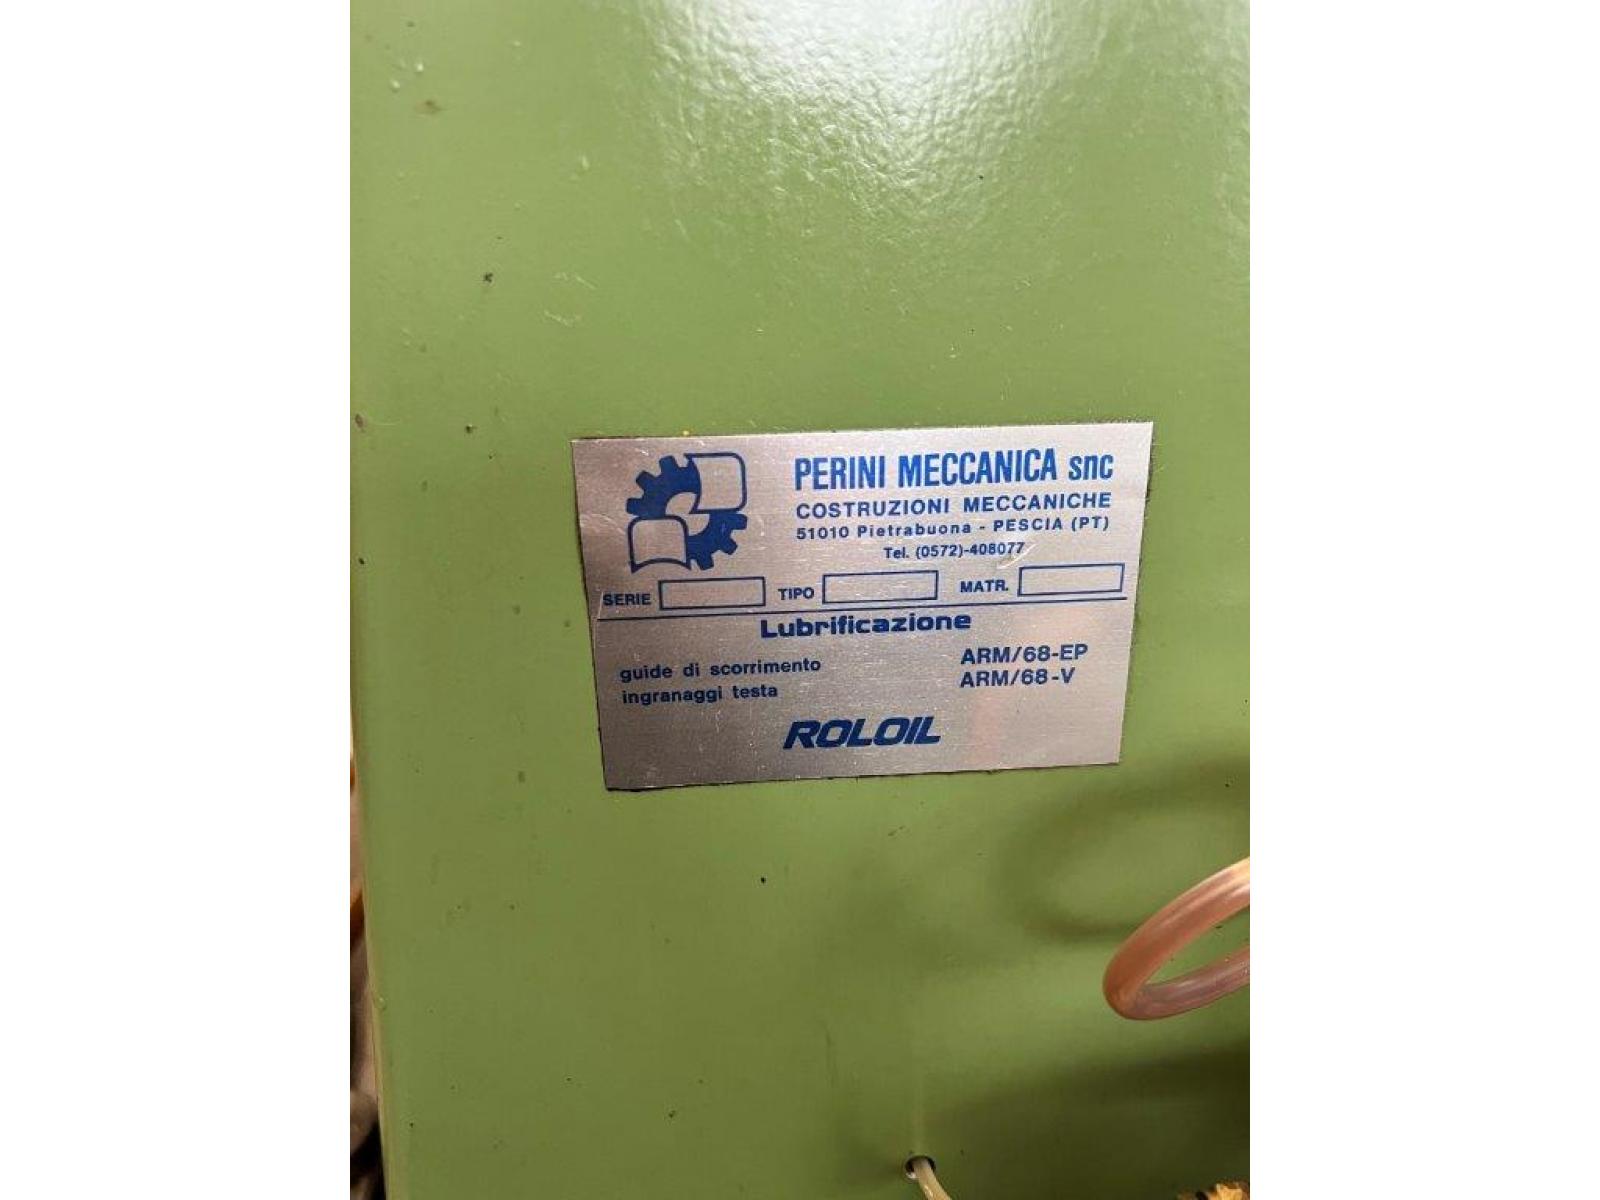 PERINI MECCANICA snc
COSTRUZIONI MECCANICHE
51010 Pietrabuona - PESCIA (PT)
Tel. (0572)-408077
SERIE TIPO MATR.
Lubrificazione
guide di scorrimento ARM/68-EP
ingranaggi testa ARM/68-V
ROLOIL